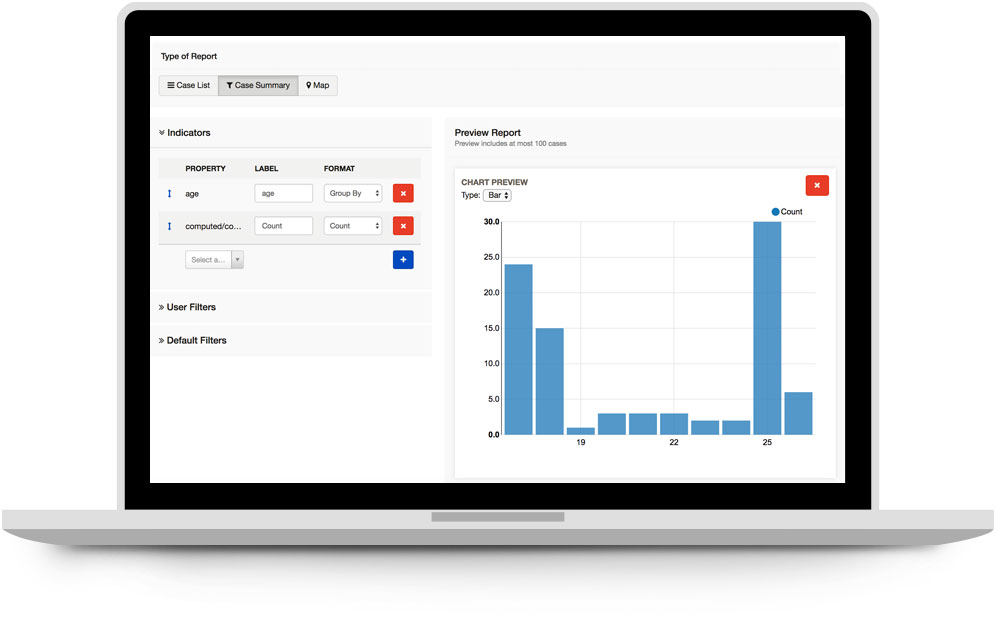 Type of Report
Case List Case Summary Map
Indicators
PROPERTY LABEL FORMAT
age age Group By
computed/co... Count Count
Select a...
User Filters
Default Filters
Preview Report
Preview includes at most 100 cases
CHART PREVIEW
Type: Bar
Count
30.0
25.0
20.0
15.0
10.0
5.0
0.0
19 22 25